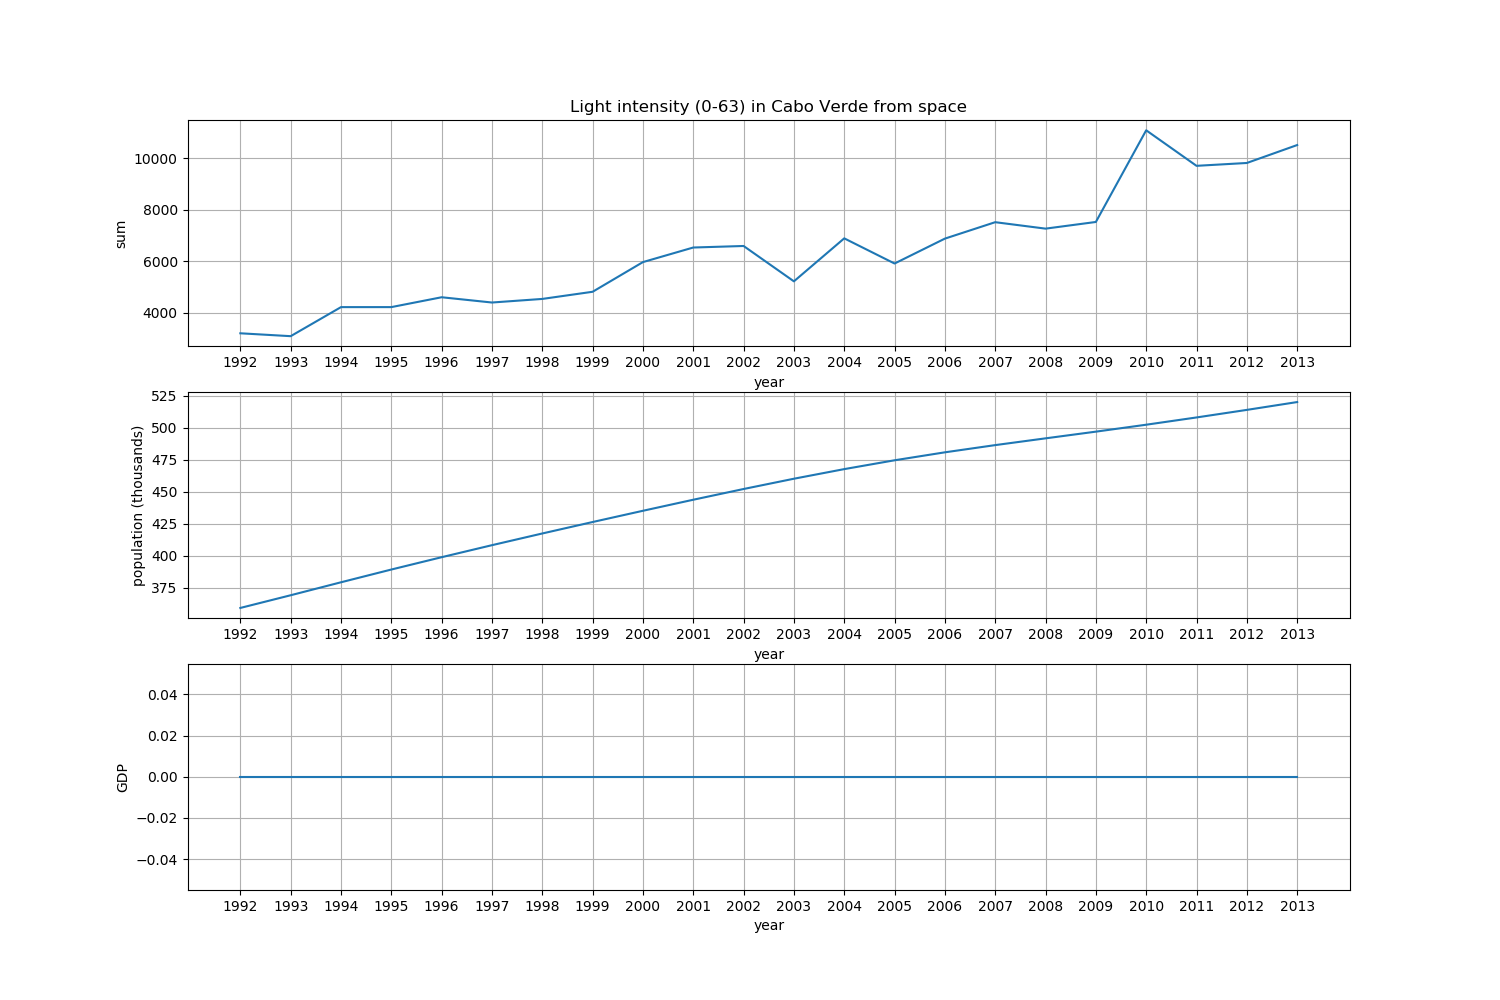 Light intensity (0-63) in Cabo Verde from space
10000
8000
6000
4000
sum
1992 1993 1994 1995 1996 1997 1998 1999 2000 2001 2002 2003 2004 2005 2006 2007 2008 2009 2010 2011 2012 2013
year
525
500
475
450
425
400
375
population (thousands)
1992 1993 1994 1995 1996 1997 1998 1999 2000 2001 2002 2003 2004 2005 2006 2007 2008 2009 2010 2011 2012 2013
year
0.04
0.02
0.00
−0.02
−0.04
GDP
1992 1993 1994 1995 1996 1997 1998 1999 2000 2001 2002 2003 2004 2005 2006 2007 2008 2009 2010 2011 2012 2013
year